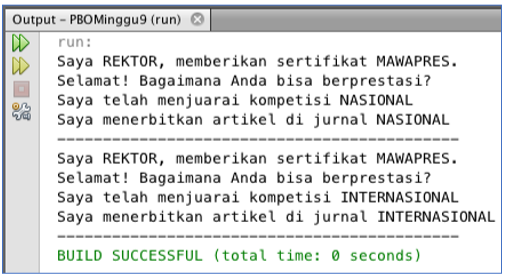 Output – PBOMinggu9 (run)
run:
Saya REKTOR, memberikan sertifikat MAWAPRES.
Selamat! Bagaimana Anda bisa berprestasi?
Saya telah menjuarai kompetisi NASIONAL
Saya menerbitkan artikel di jurnal NASIONAL
--------------------------------------------
Saya REKTOR, memberikan sertifikat MAWAPRES.
Selamat! Bagaimana Anda bisa berprestasi?
Saya telah menjuarai kompetisi INTERNASIONAL
Saya menerbitkan artikel di jurnal INTERNASIONAL
--------------------------------------------
BUILD SUCCESSFUL (total time: 0 seconds)